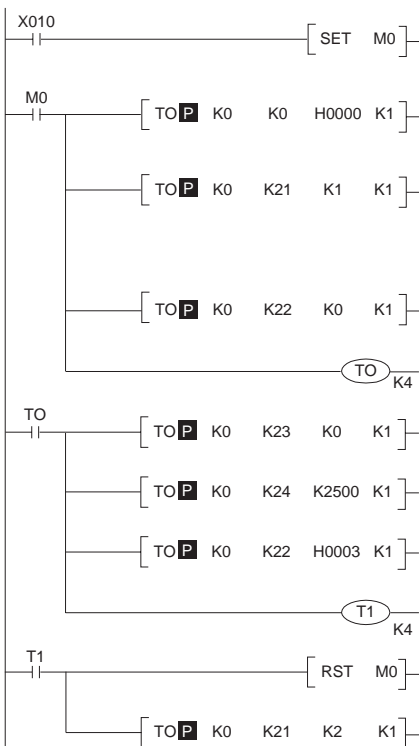 X010
SET M0
M0
TO P K0 K0 H0000 K1
TO P K0 K21 K1 K1
TO P K0 K22 K0 K1
TO
K4
TO
TO P K0 K23 K0 K1
TO P K0 K24 K2500 K1
TO P K0 K22 H0003 K1
T1
K4
T1
RST M0
TO P K0 K21 K2 K1